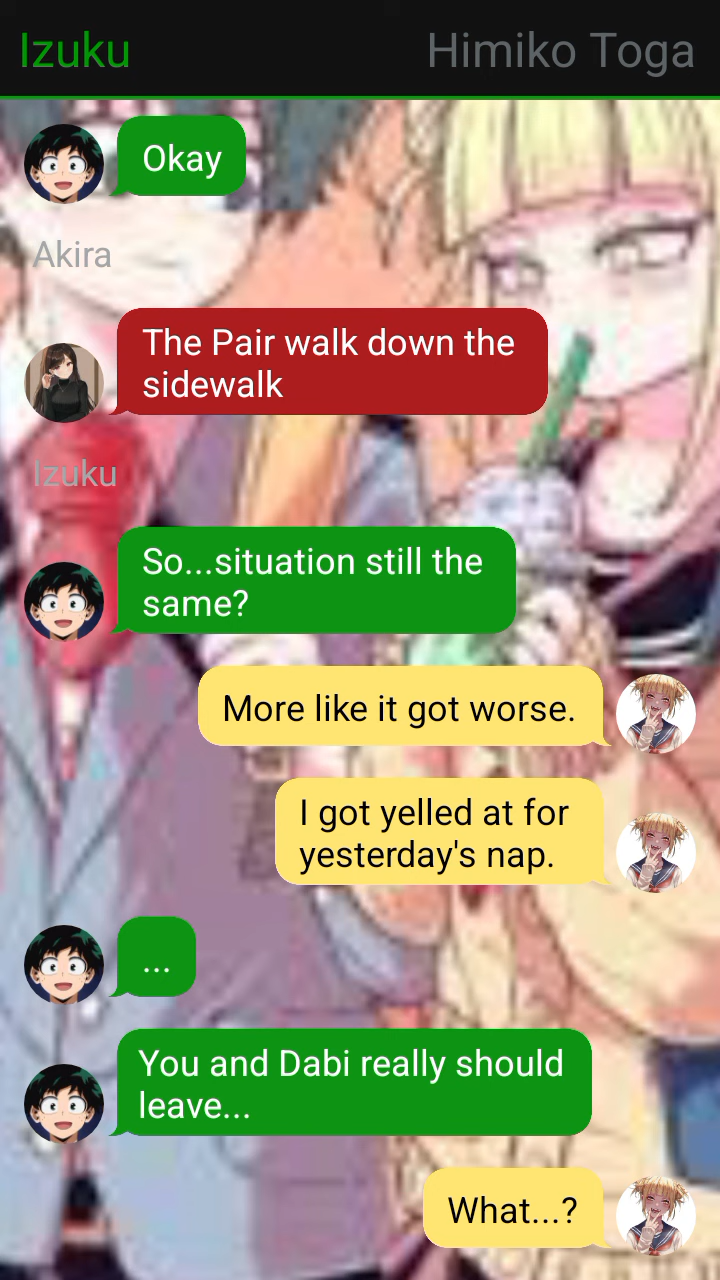 Izuku
Himiko Toga
Okay
Akira
The Pair walk down the
sidewalk
Izuku
So...situation still the
same?
More like it got worse.
I got yelled at for
yesterday's nap.
...
You and Dabi really should
leave...
What...?